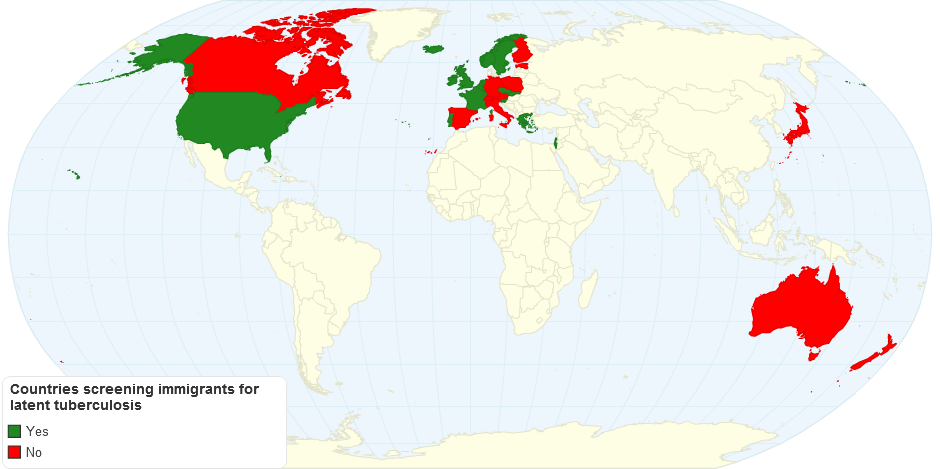 Countries screening immigrants for
latent tuberculosis
Yes
No